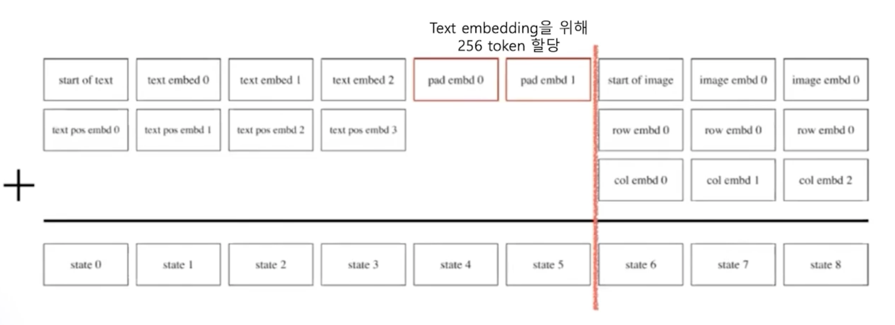 Text embedding을 위해
256 token 할당
start of text text embed 0 text embed 1 text embed 2 pad embd 0 pad embd 1 start of image image embd 0 image embd 0
text pos embd 0 text pos embd 1 text pos embd 2 text pos embd 3 row embd 0 row embd 0 row embd 0
+ col embd 0 col embd 1 col embd 2
state 0 state 1 state 2 state 3 state 4 state 5 state 6 state 7 state 8